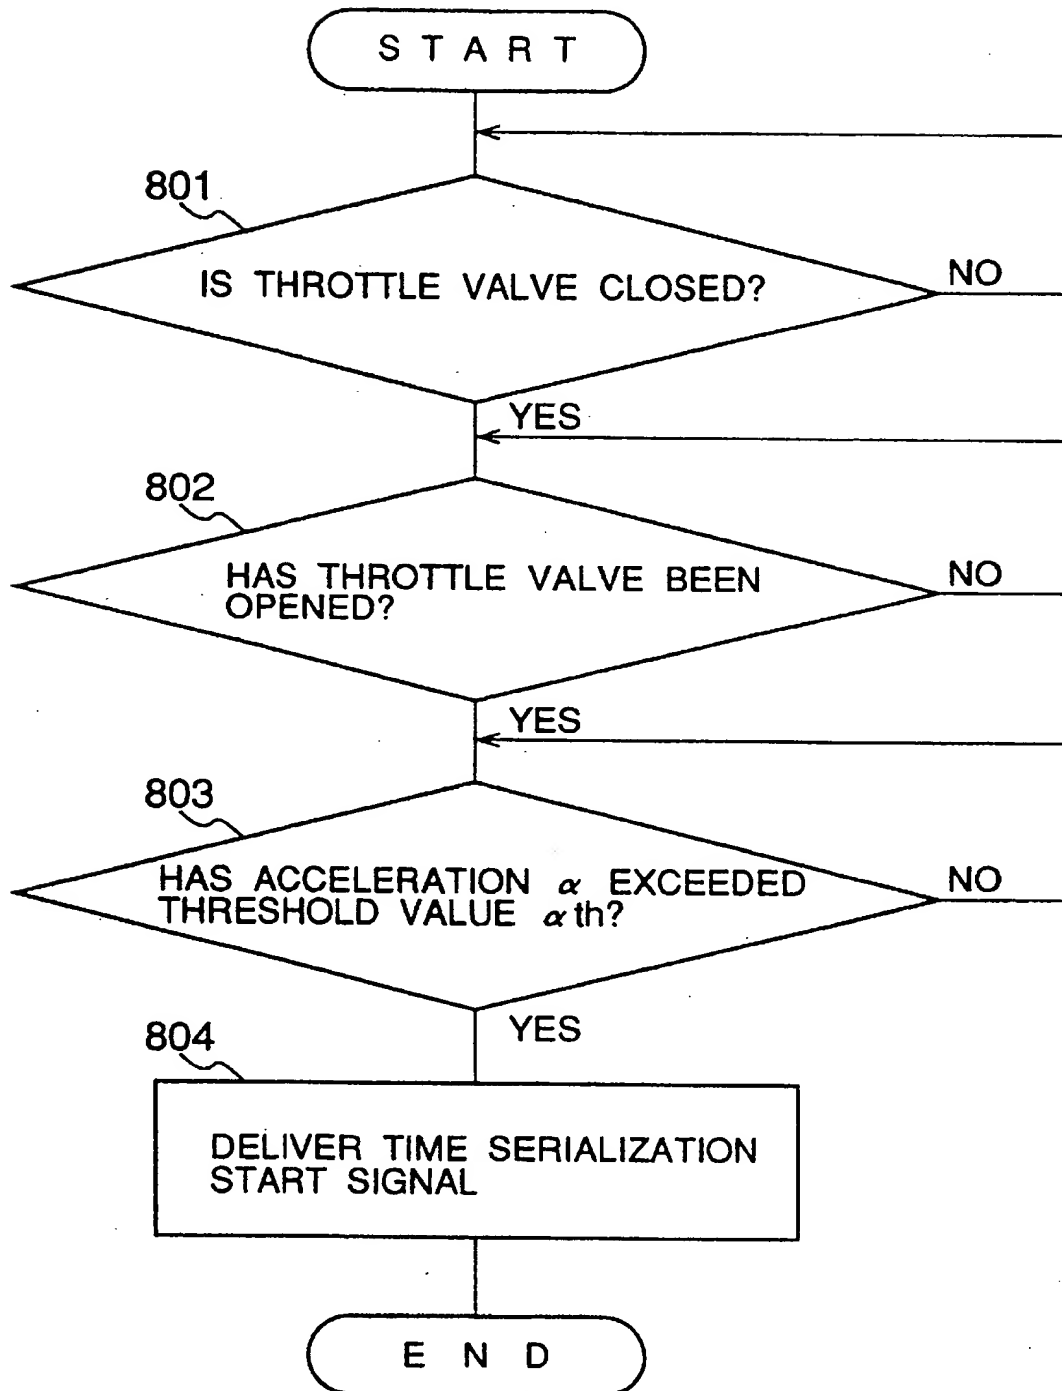 START
801
IS THROTTLE VALVE CLOSED?
NO
YES
802
HAS THROTTLE VALVE BEEN
OPENED?
NO
YES
803
HAS ACCELERATION α EXCEEDED
THRESHOLD VALUE αth?
NO
YES
804
DELIVER TIME SERIALIZATION
START SIGNAL
END